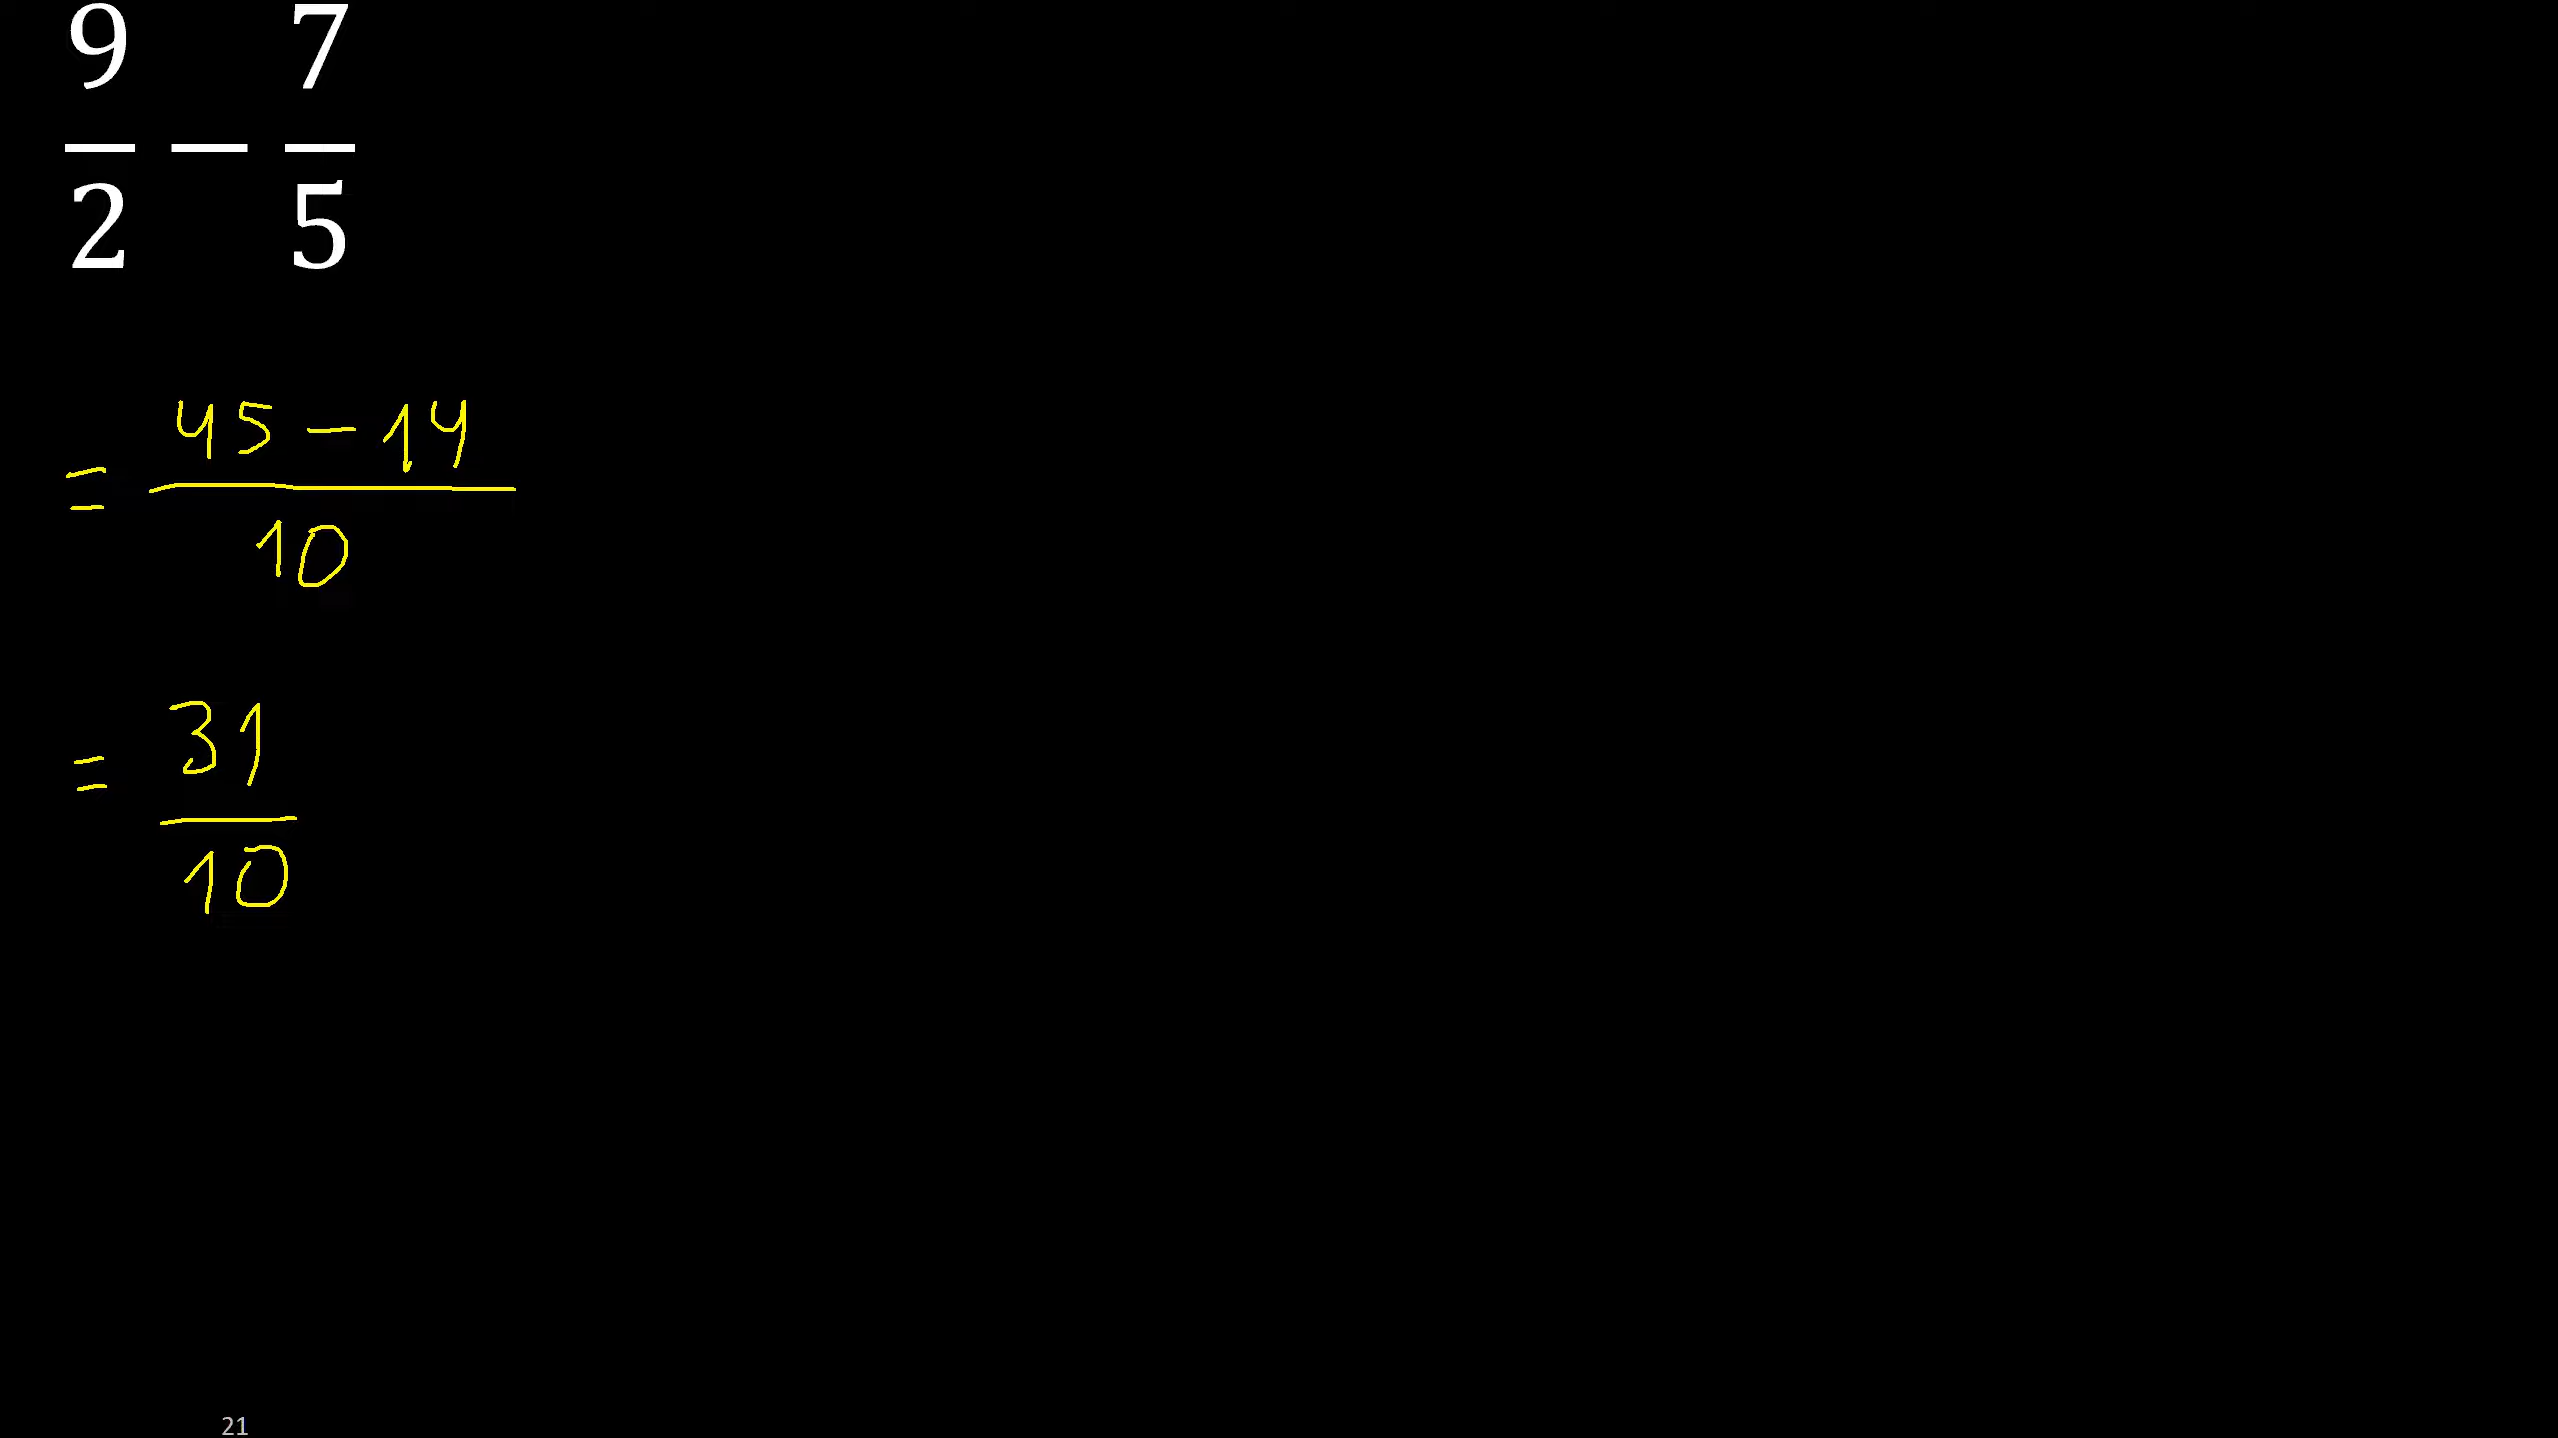 9/2 − 7/5
= (45 − 14)/10
= 31/10
21